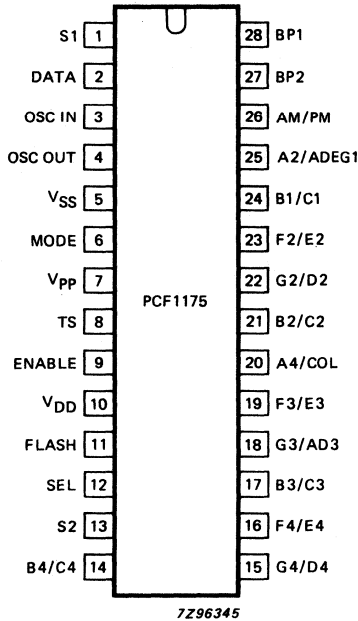 S1 1 28 BP1
DATA 2 27 BP2
OSC IN 3 26 AM/PM
OSC OUT 4 25 A2/ADEG1
VSS 5 24 B1/C1
MODE 6 23 F2/E2
VPP 7 22 G2/D2
PCF1175
TS 8 21 B2/C2
ENABLE 9 20 A4/COL
VDD 10 19 F3/E3
FLASH 11 18 G3/AD3
SEL 12 17 B3/C3
S2 13 16 F4/E4
B4/C4 14 15 G4/D4
7Z96345